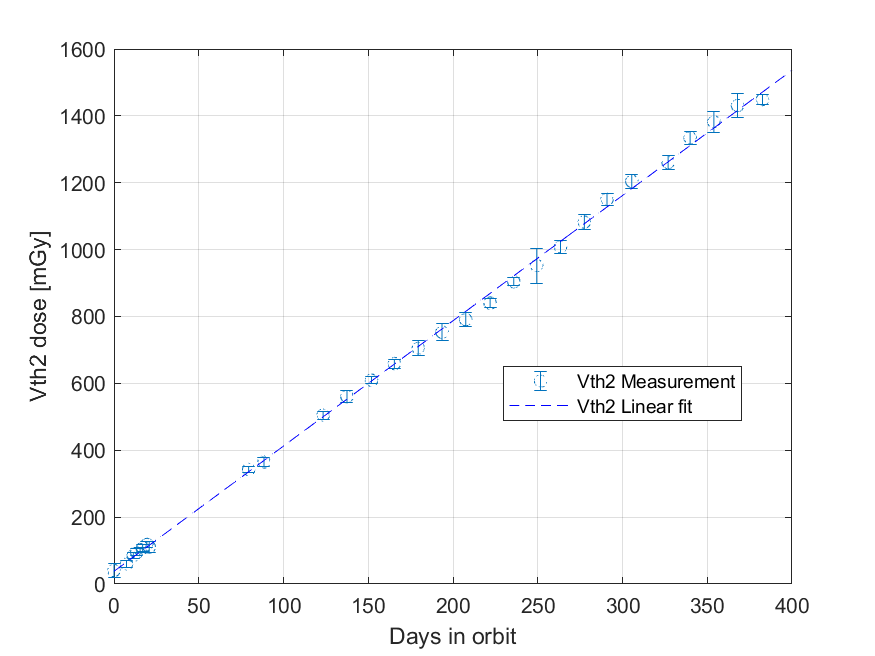 1600
1400
1200
1000
800
600
400
200
0
Vth2 dose [mGy]
Vth2 Measurement
Vth2 Linear fit
0 50 100 150 200 250 300 350 400
Days in orbit